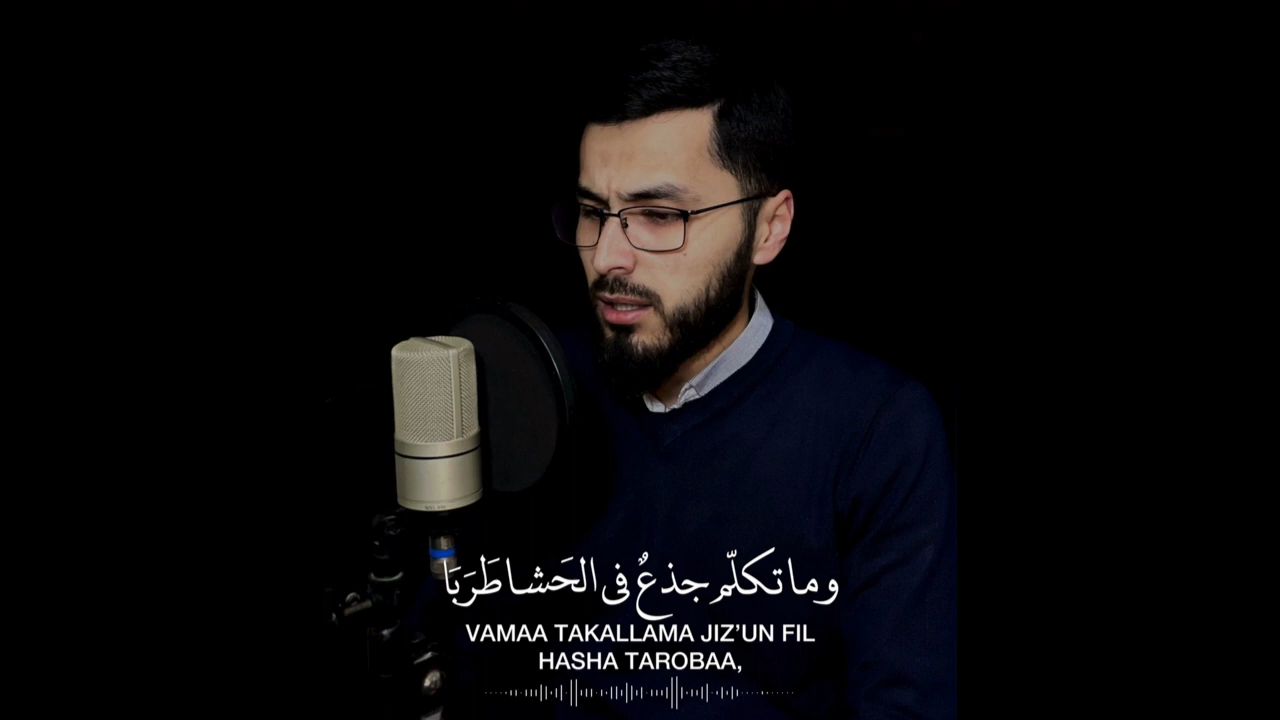 وما تكلّم جذعٌ في الحَشا طَرَبَا
VAMAA TAKALLAMA JIZ’UN FIL
HASHA TAROBAA,